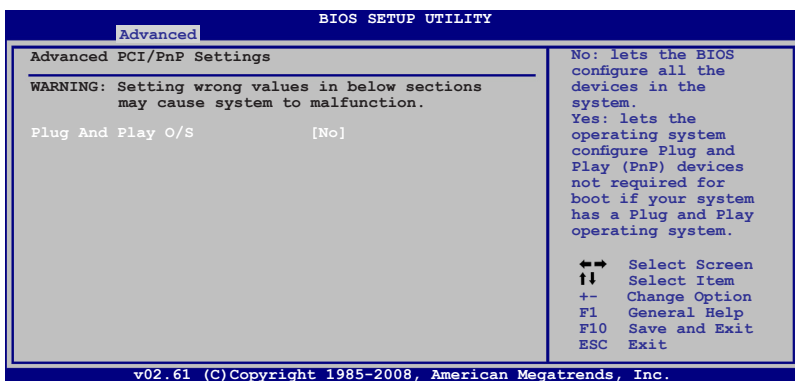 BIOS SETUP UTILITY
Advanced
Advanced PCI/PnP Settings
WARNING: Setting wrong values in below sections
may cause system to malfunction.
Plug And Play O/S [No]
No: lets the BIOS
configure all the
devices in the
system.
Yes: lets the
operating system
configure Plug and
Play (PnP) devices
not required for
boot if your system
has a Plug and Play
operating system.
←→ Select Screen
↑↓ Select Item
+- Change Option
F1 General Help
F10 Save and Exit
ESC Exit
v02.61 (C)Copyright 1985-2008, American Megatrends, Inc.